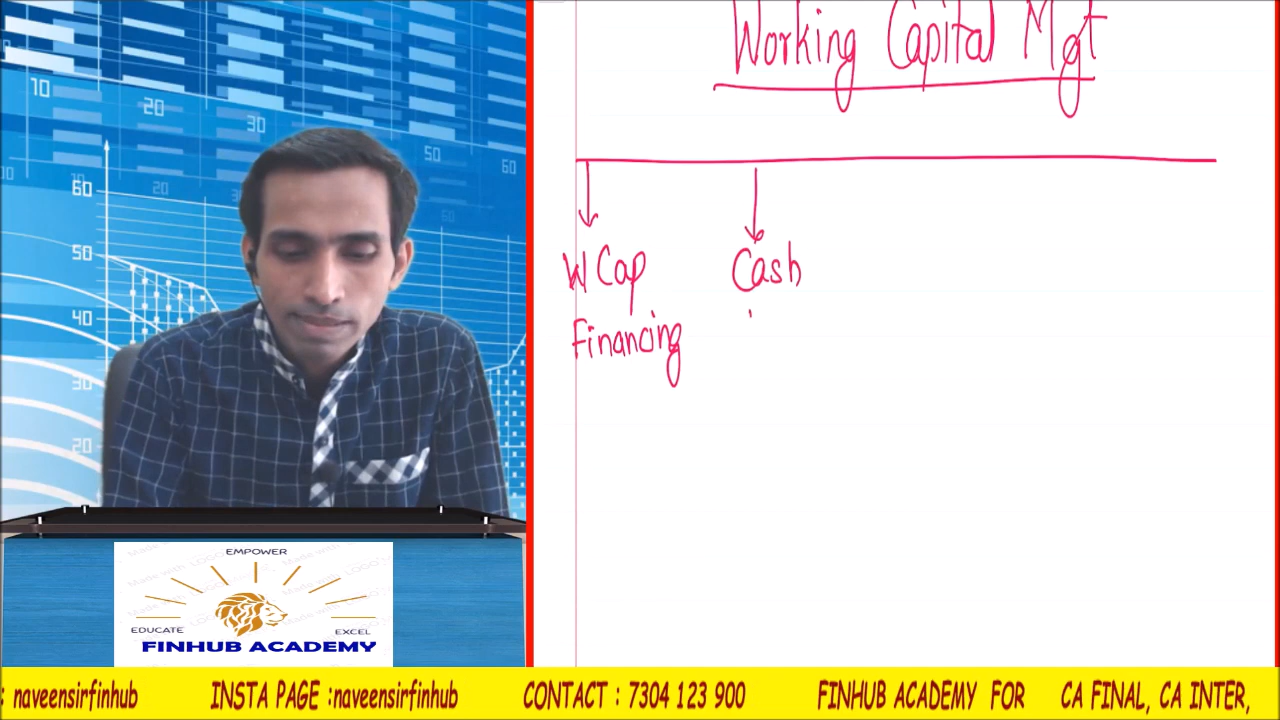 Working Capital Mgt
W Cap
Financing
Cash
10
20
30
50
60
60
50
40
30
20
20
EMPOWER
EDUCATE
EXCEL
FINHUB ACADEMY
: naveensirfinhub INSTA PAGE :naveensirfinhub CONTACT : 7304 123 900 FINHUB ACADEMY FOR CA FINAL, CA INTER,